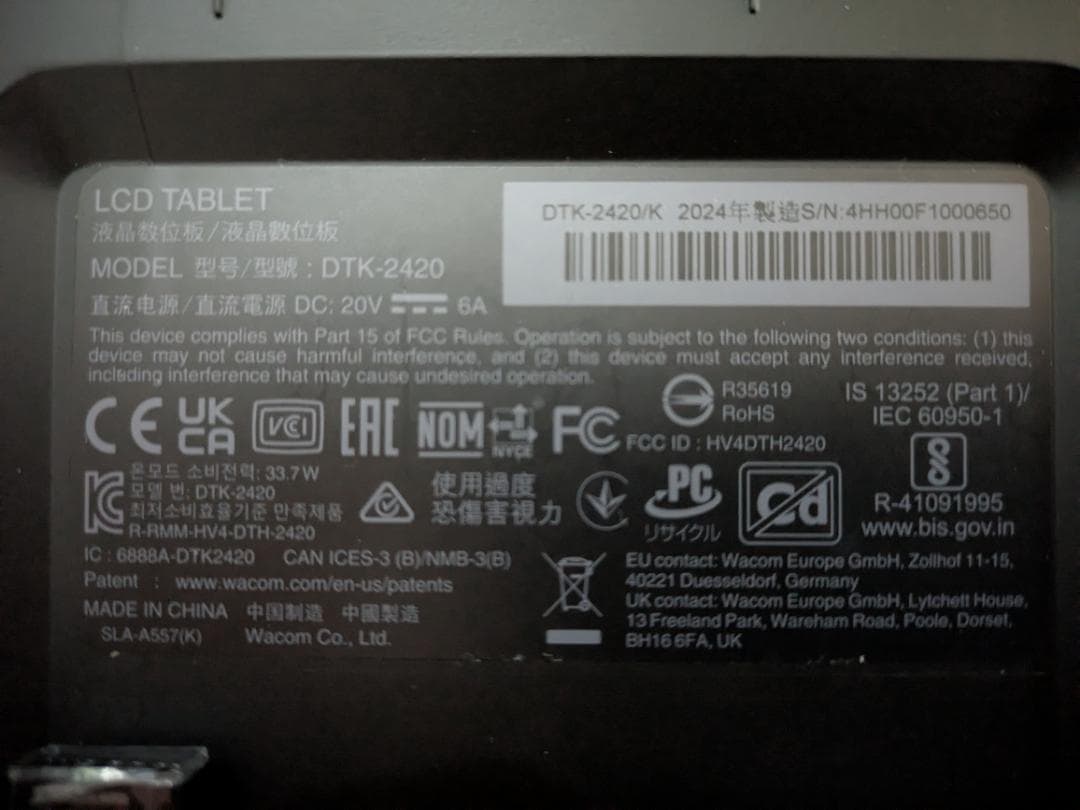 LCD TABLET
液晶数位板/液晶數位板
MODEL 型号/型號 : DTK-2420
直流电源/直流電源 DC: 20V 6A
DTK-2420/K 2024年製造S/N:4HH00F1000650
This device complies with Part 15 of FCC Rules. Operation is subject to the following two conditions: (1) this
device may not cause harmful interference, and (2) this device must accept any interference received,
including interference that may cause undesired operation.
CE
UK
CA
VCI
EAC
NOM
NYCE
FC
R35619
RoHS
FCC ID : HV4DTH2420
IS 13252 (Part 1)/
IEC 60950-1
R-41091995
www.bis.gov.in
KC
온모드 소비전력: 33.7 W
모델 번: DTK-2420
최저소비효율기준 만족제품
R-RMM-HV4-DTH-2420
使用過度
恐傷害視力
PC
リサイクル
Cd
IC : 6888A-DTK2420 CAN ICES-3 (B)/NMB-3(B)
Patent : www.wacom.com/en-us/patents
MADE IN CHINA 中国制造 中國製造
SLA-A557(K) Wacom Co., Ltd.
EU contact: Wacom Europe GmbH, Zollhof 11-15,
40221 Duesseldorf, Germany
UK contact: Wacom Europe GmbH, Lytchett House,
13 Freeland Park, Wareham Road, Poole, Dorset,
BH16 6FA, UK